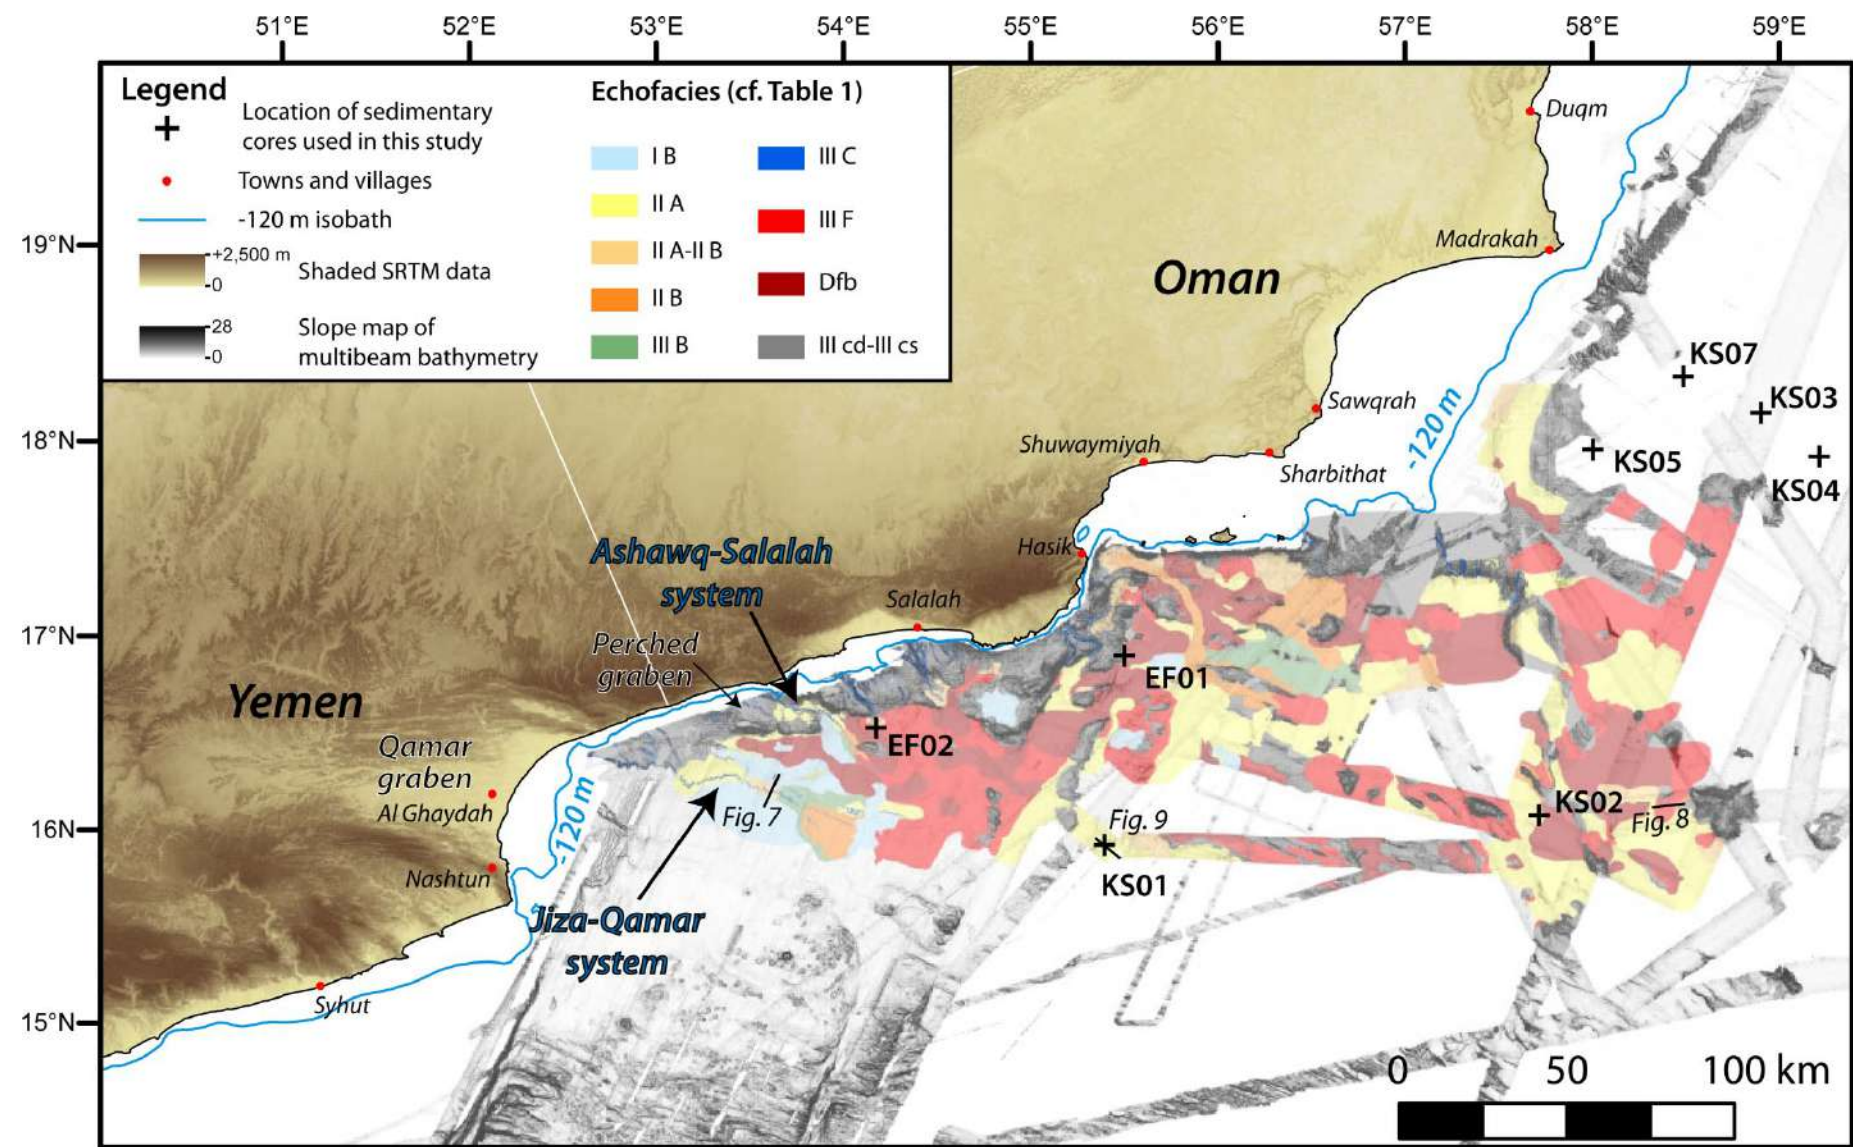 51°E 52°E 53°E 54°E 55°E 56°E 57°E 58°E 59°E
Legend
Location of sedimentary
cores used in this study
Towns and villages
-120 m isobath
+2,500 m
0
Shaded SRTM data
28
0
Slope map of
multibeam bathymetry
Echofacies (cf. Table 1)
I B
II A
II A-II B
II B
III B
III C
III F
Dfb
III cd-III cs
19°N
18°N
17°N
16°N
15°N
Duqm
Madrakah
Oman
Sawqrah
Shuwaymiyah
Sharbithat
-120 m
KS07
KS03
KS05
KS04
Hasik
Ashawq-Salalah
system
Salalah
Perched
graben
Yemen
EF01
EF02
Qamar
graben
Al Ghaydah
-120 m
Fig. 7
Fig. 9
KS02
Fig. 8
KS01
Nashtun
Jiza-Qamar
system
Syhut
0 50 100 km